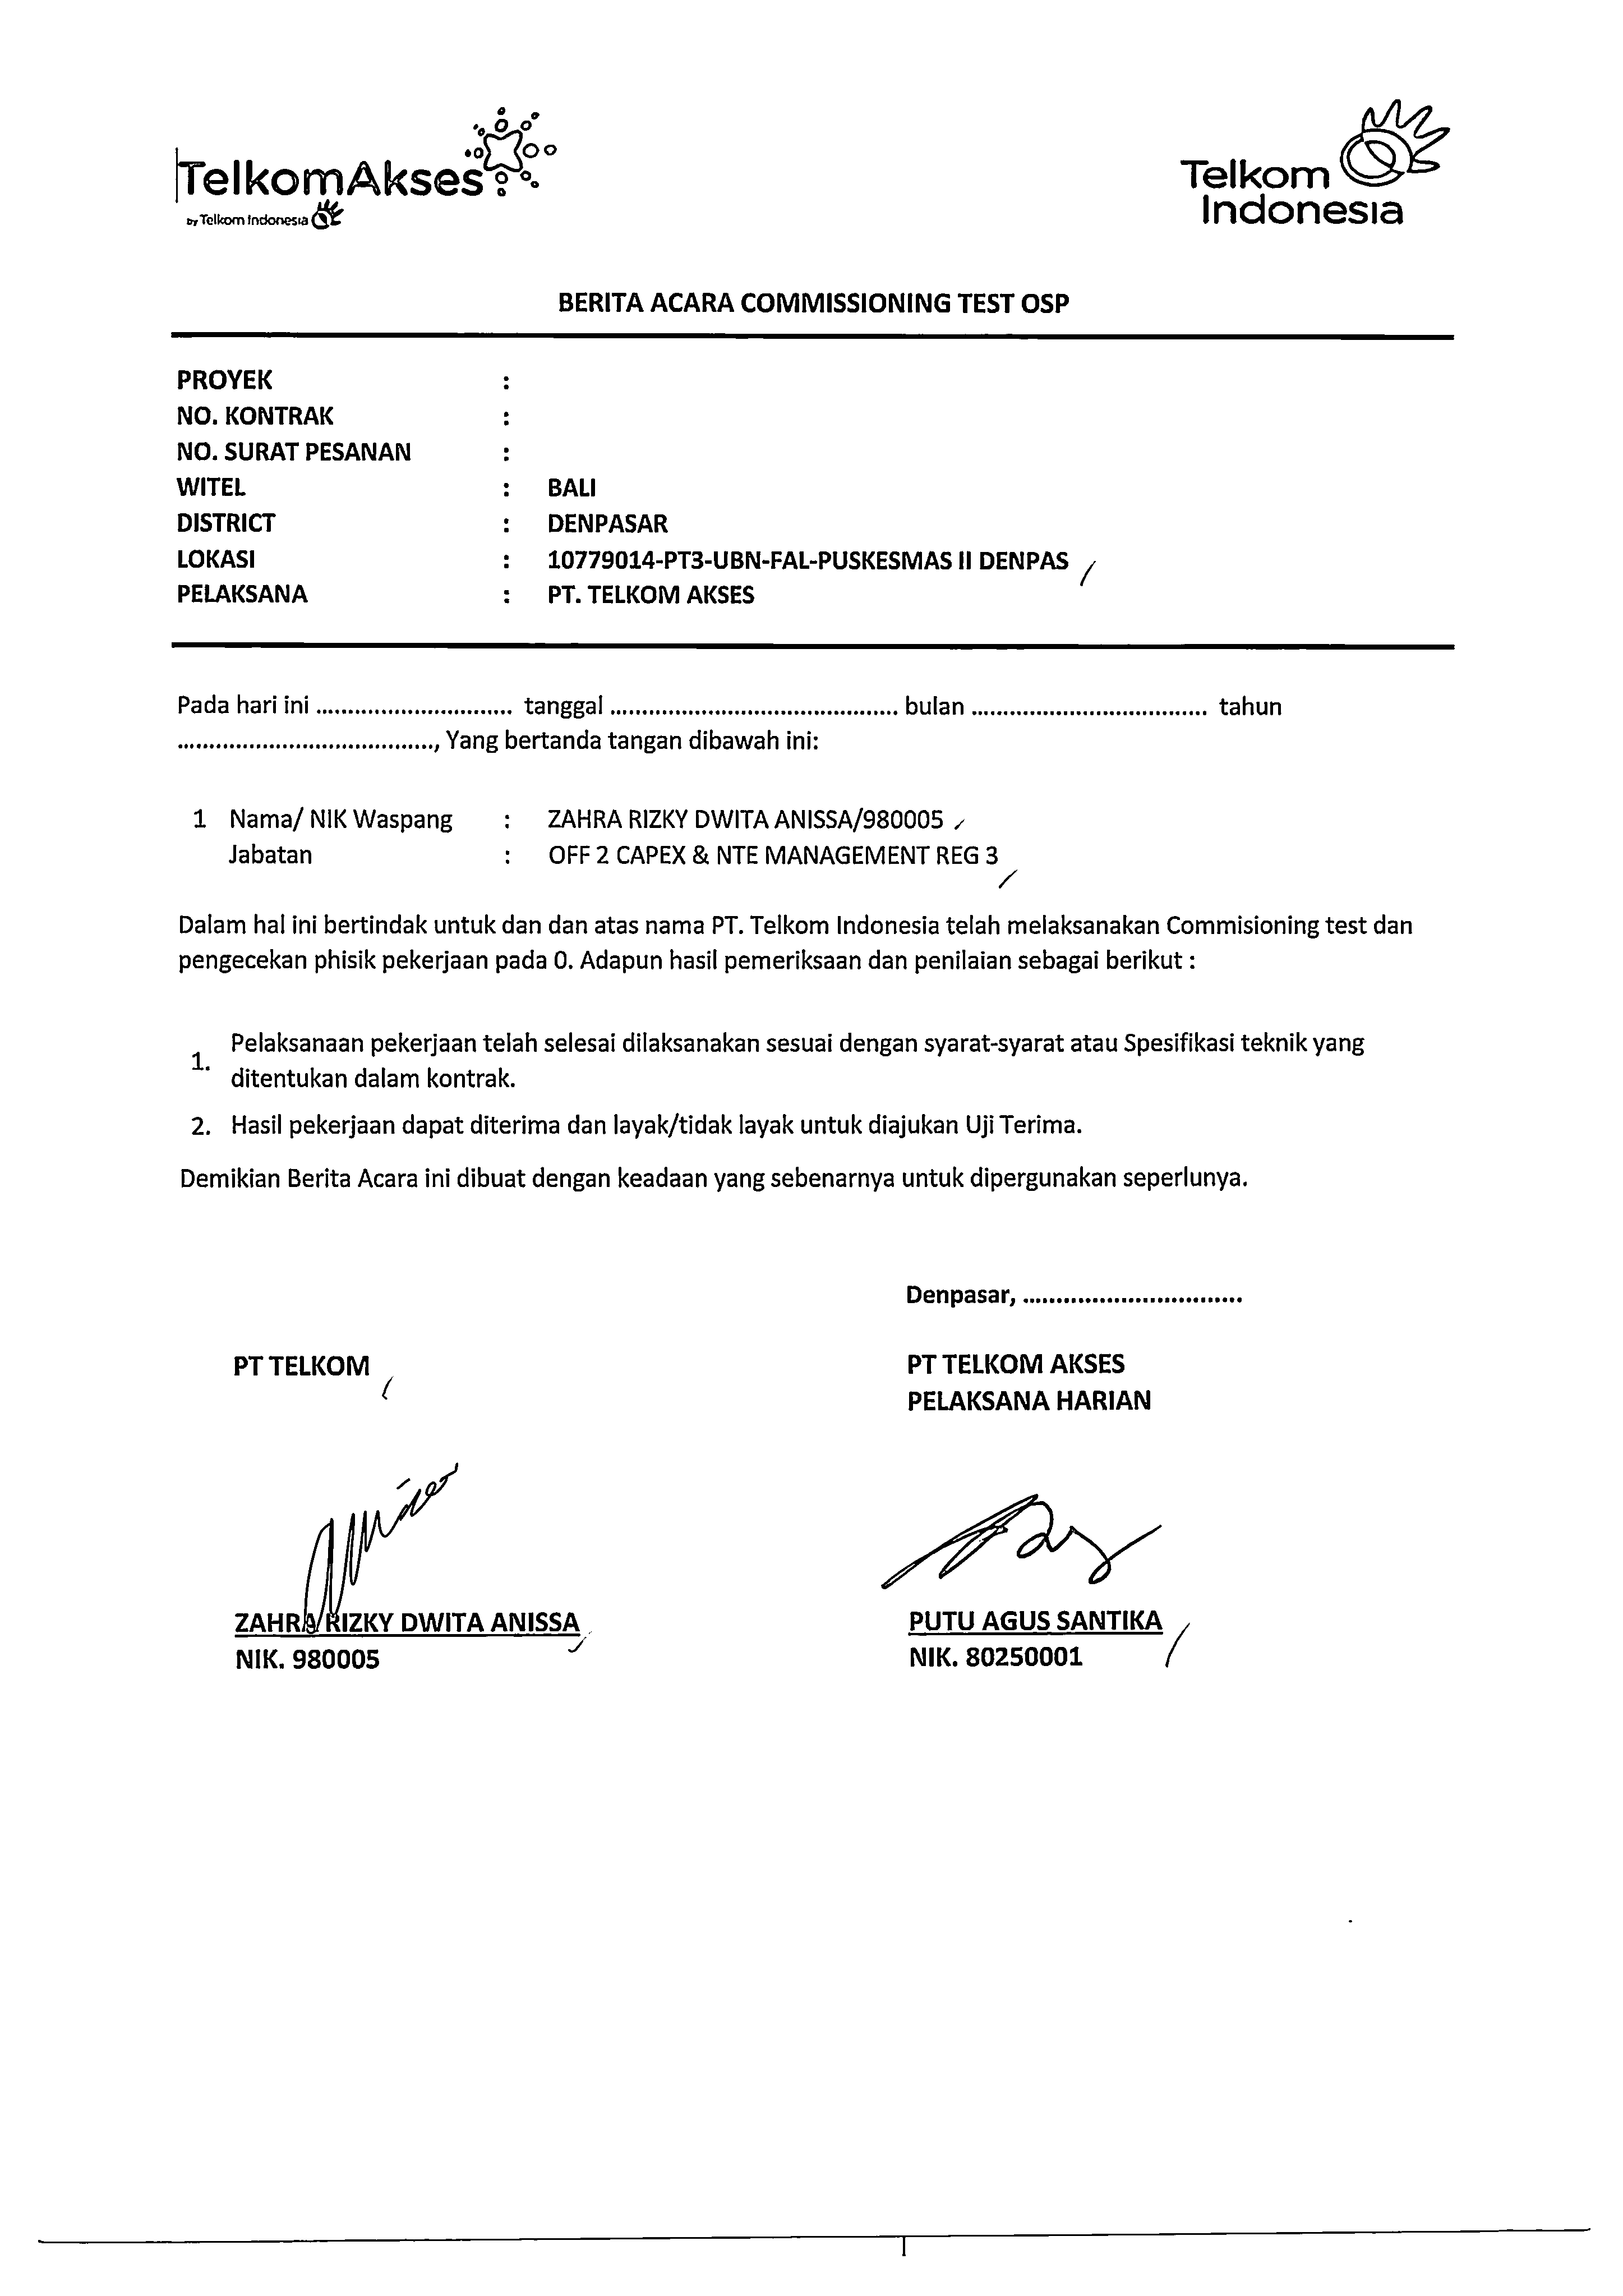 TelkomAkses
by Telkom Indonesia
Telkom
Indonesia
BERITA ACARA COMMISSIONING TEST OSP
PROYEK :
NO. KONTRAK :
NO. SURAT PESANAN :
WITEL : BALI
DISTRICT : DENPASAR
LOKASI : 10779014-PT3-UBN-FAL-PUSKESMAS II DENPAS
PELAKSANA : PT. TELKOM AKSES
Pada hari ini ............................... tanggal ............................................. bulan ..................................... tahun
........................................, Yang bertanda tangan dibawah ini:
1 Nama/ NIK Waspang : ZAHRA RIZKY DWITA ANISSA/980005
Jabatan : OFF 2 CAPEX & NTE MANAGEMENT REG 3
Dalam hal ini bertindak untuk dan dan atas nama PT. Telkom Indonesia telah melaksanakan Commisioning test dan
pengecekan phisik pekerjaan pada 0. Adapun hasil pemeriksaan dan penilaian sebagai berikut :
1. Pelaksanaan pekerjaan telah selesai dilaksanakan sesuai dengan syarat-syarat atau Spesifikasi teknik yang
ditentukan dalam kontrak.
2. Hasil pekerjaan dapat diterima dan layak/tidak layak untuk diajukan Uji Terima.
Demikian Berita Acara ini dibuat dengan keadaan yang sebenarnya untuk dipergunakan seperlunya.
Denpasar, .................................
PT TELKOM PT TELKOM AKSES
PELAKSANA HARIAN
ZAHRA RIZKY DWITA ANISSA PUTU AGUS SANTIKA
NIK. 980005 NIK. 80250001